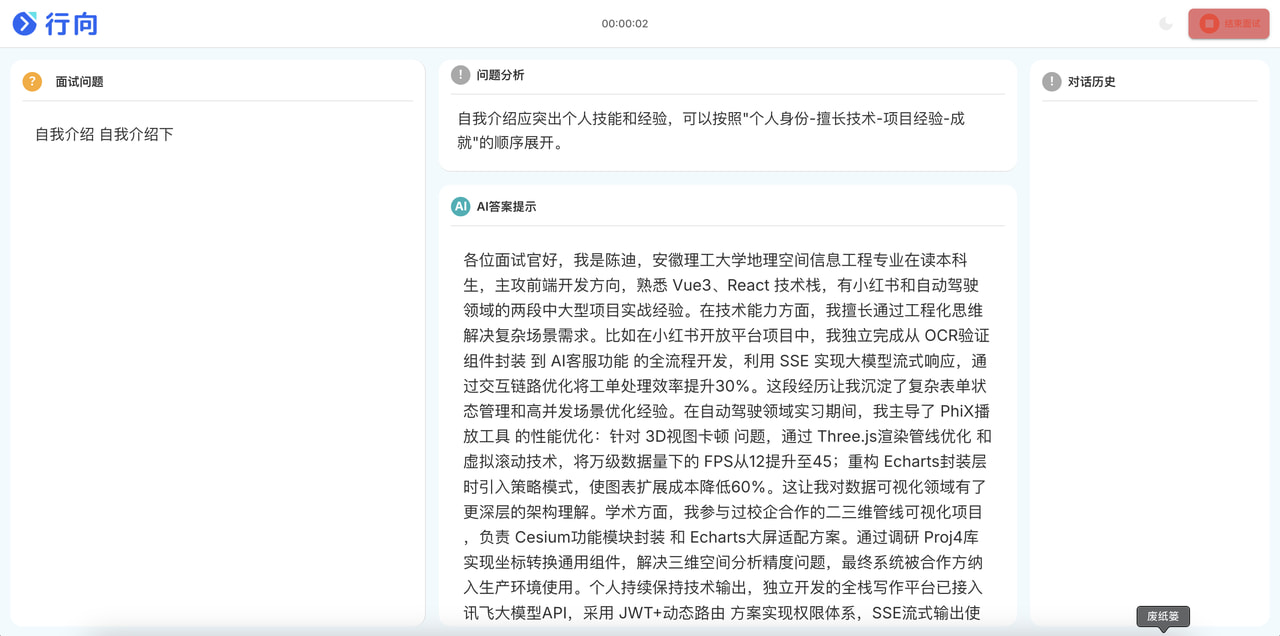 行向
00:00:02
结束面试
面试问题
自我介绍 自我介绍下
问题分析
自我介绍应突出个人技能和经验，可以按照"个人身份-擅长技术-项目经验-成
就"的顺序展开。
AI
AI答案提示
各位面试官好，我是陈迪，安徽理工大学地理空间信息工程专业在读本科
生，主攻前端开发方向，熟悉 Vue3、React 技术栈，有小红书和自动驾驶
领域的两段中大型项目实战经验。在技术能力方面，我擅长通过工程化思维
解决复杂场景需求。比如在小红书开放平台项目中，我独立完成从 OCR验证
组件封装 到 AI客服功能 的全流程开发，利用 SSE 实现大模型流式响应，通
过交互链路优化将工单处理效率提升30%。这段经历让我沉淀了复杂表单状
态管理和高并发场景优化经验。在自动驾驶领域实习期间，我主导了 PhiX播
放工具 的性能优化：针对 3D视图卡顿 问题，通过 Three.js渲染管线优化 和
虚拟滚动技术，将万级数据量下的 FPS从12提升至45；重构 Echarts封装层
时引入策略模式，使图表扩展成本降低60%。这让我对数据可视化领域有了
更深层的架构理解。学术方面，我参与过校企合作的二三维管线可视化项目
，负责 Cesium功能模块封装 和 Echarts大屏适配方案。通过调研 Proj4库
实现坐标转换通用组件，解决三维空间分析精度问题，最终系统被合作方纳
入生产环境使用。个人持续保持技术输出，独立开发的全栈写作平台已接入
讯飞大模型API，采用 JWT+动态路由 方案实现权限体系，SSE流式输出使
对话历史
废纸篓